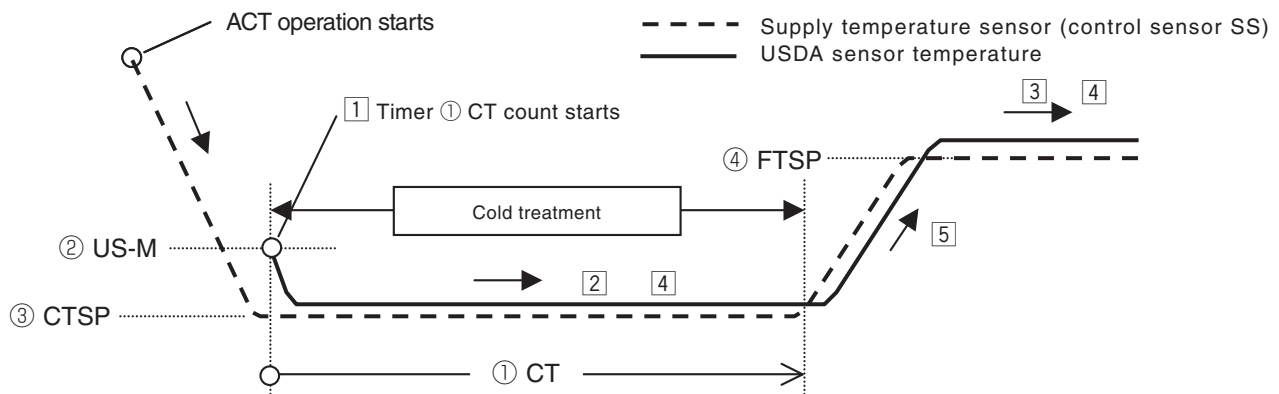 ACT operation starts
Supply temperature sensor (control sensor SS)
USDA sensor temperature
1 Timer ① CT count starts
3 4
④ FTSP
Cold treatment
② US-M
5
2 4
③ CTSP
① CT